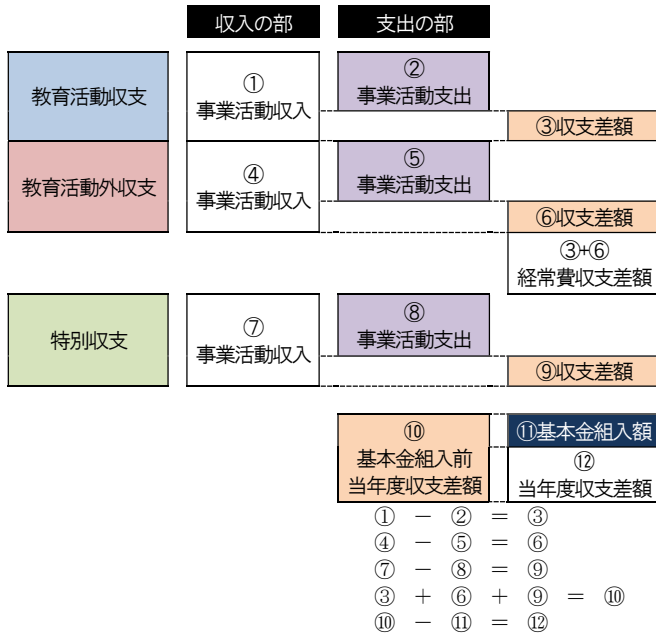 収入の部 支出の部
教育活動収支
①
事業活動収入
②
事業活動支出
③収支差額
教育活動外収支
④
事業活動収入
⑤
事業活動支出
⑥収支差額
③+⑥
経常費収支差額
特別収支
⑦
事業活動収入
⑧
事業活動支出
⑨収支差額
⑩
基本金組入前
当年度収支差額
⑪基本金組入額
⑫
当年度収支差額
① － ② ＝ ③
④ － ⑤ ＝ ⑥
⑦ － ⑧ ＝ ⑨
③ ＋ ⑥ ＋ ⑨ ＝ ⑩
⑩ － ⑪ ＝ ⑫